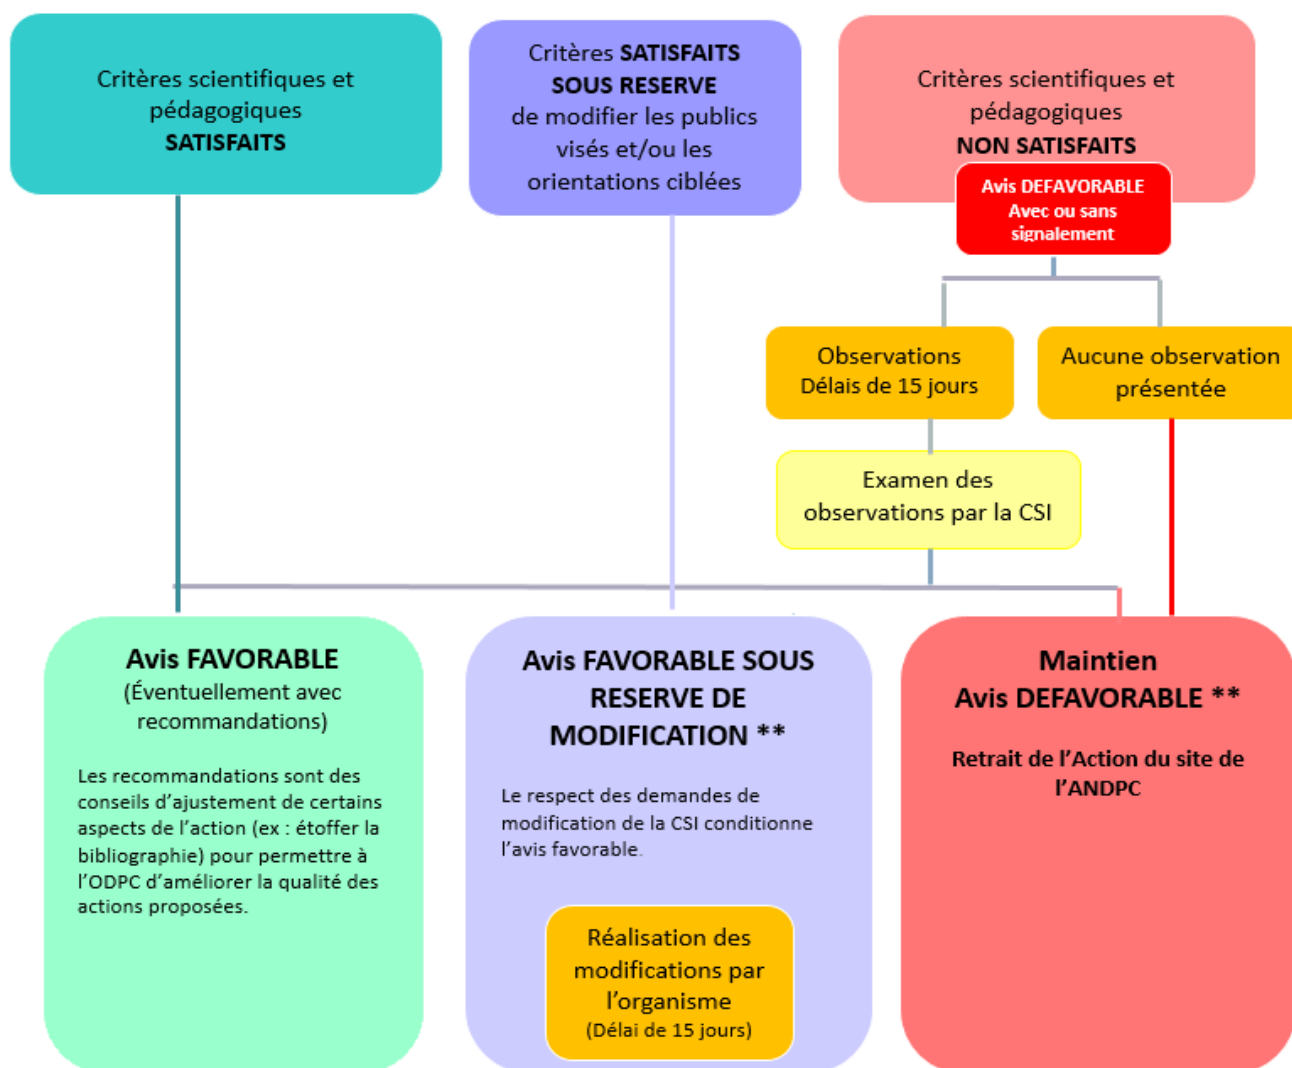 Critères scientifiques et
pédagogiques
SATISFAITS
Critères SATISFAITS
SOUS RESERVE
de modifier les publics
visés et/ou les
orientations ciblées
Critères scientifiques et
pédagogiques
NON SATISFAITS
Avis DEFAVORABLE
Avec ou sans
signalement
Observations
Délais de 15 jours
Aucune observation
présentée
Examen des
observations par la CSI
Avis FAVORABLE
(Éventuellement avec
recommandations)
Les recommandations sont des
conseils d’ajustement de certains
aspects de l’action (ex : étoffer la
bibliographie) pour permettre à
l’ODPC d’améliorer la qualité des
actions proposées.
Avis FAVORABLE SOUS
RESERVE DE
MODIFICATION **
Le respect des demandes de
modification de la CSI conditionne
l’avis favorable.
Réalisation des
modifications par
l’organisme
(Délai de 15 jours)
Maintien
Avis DEFAVORABLE **
Retrait de l’Action du site de
l’ANDPC